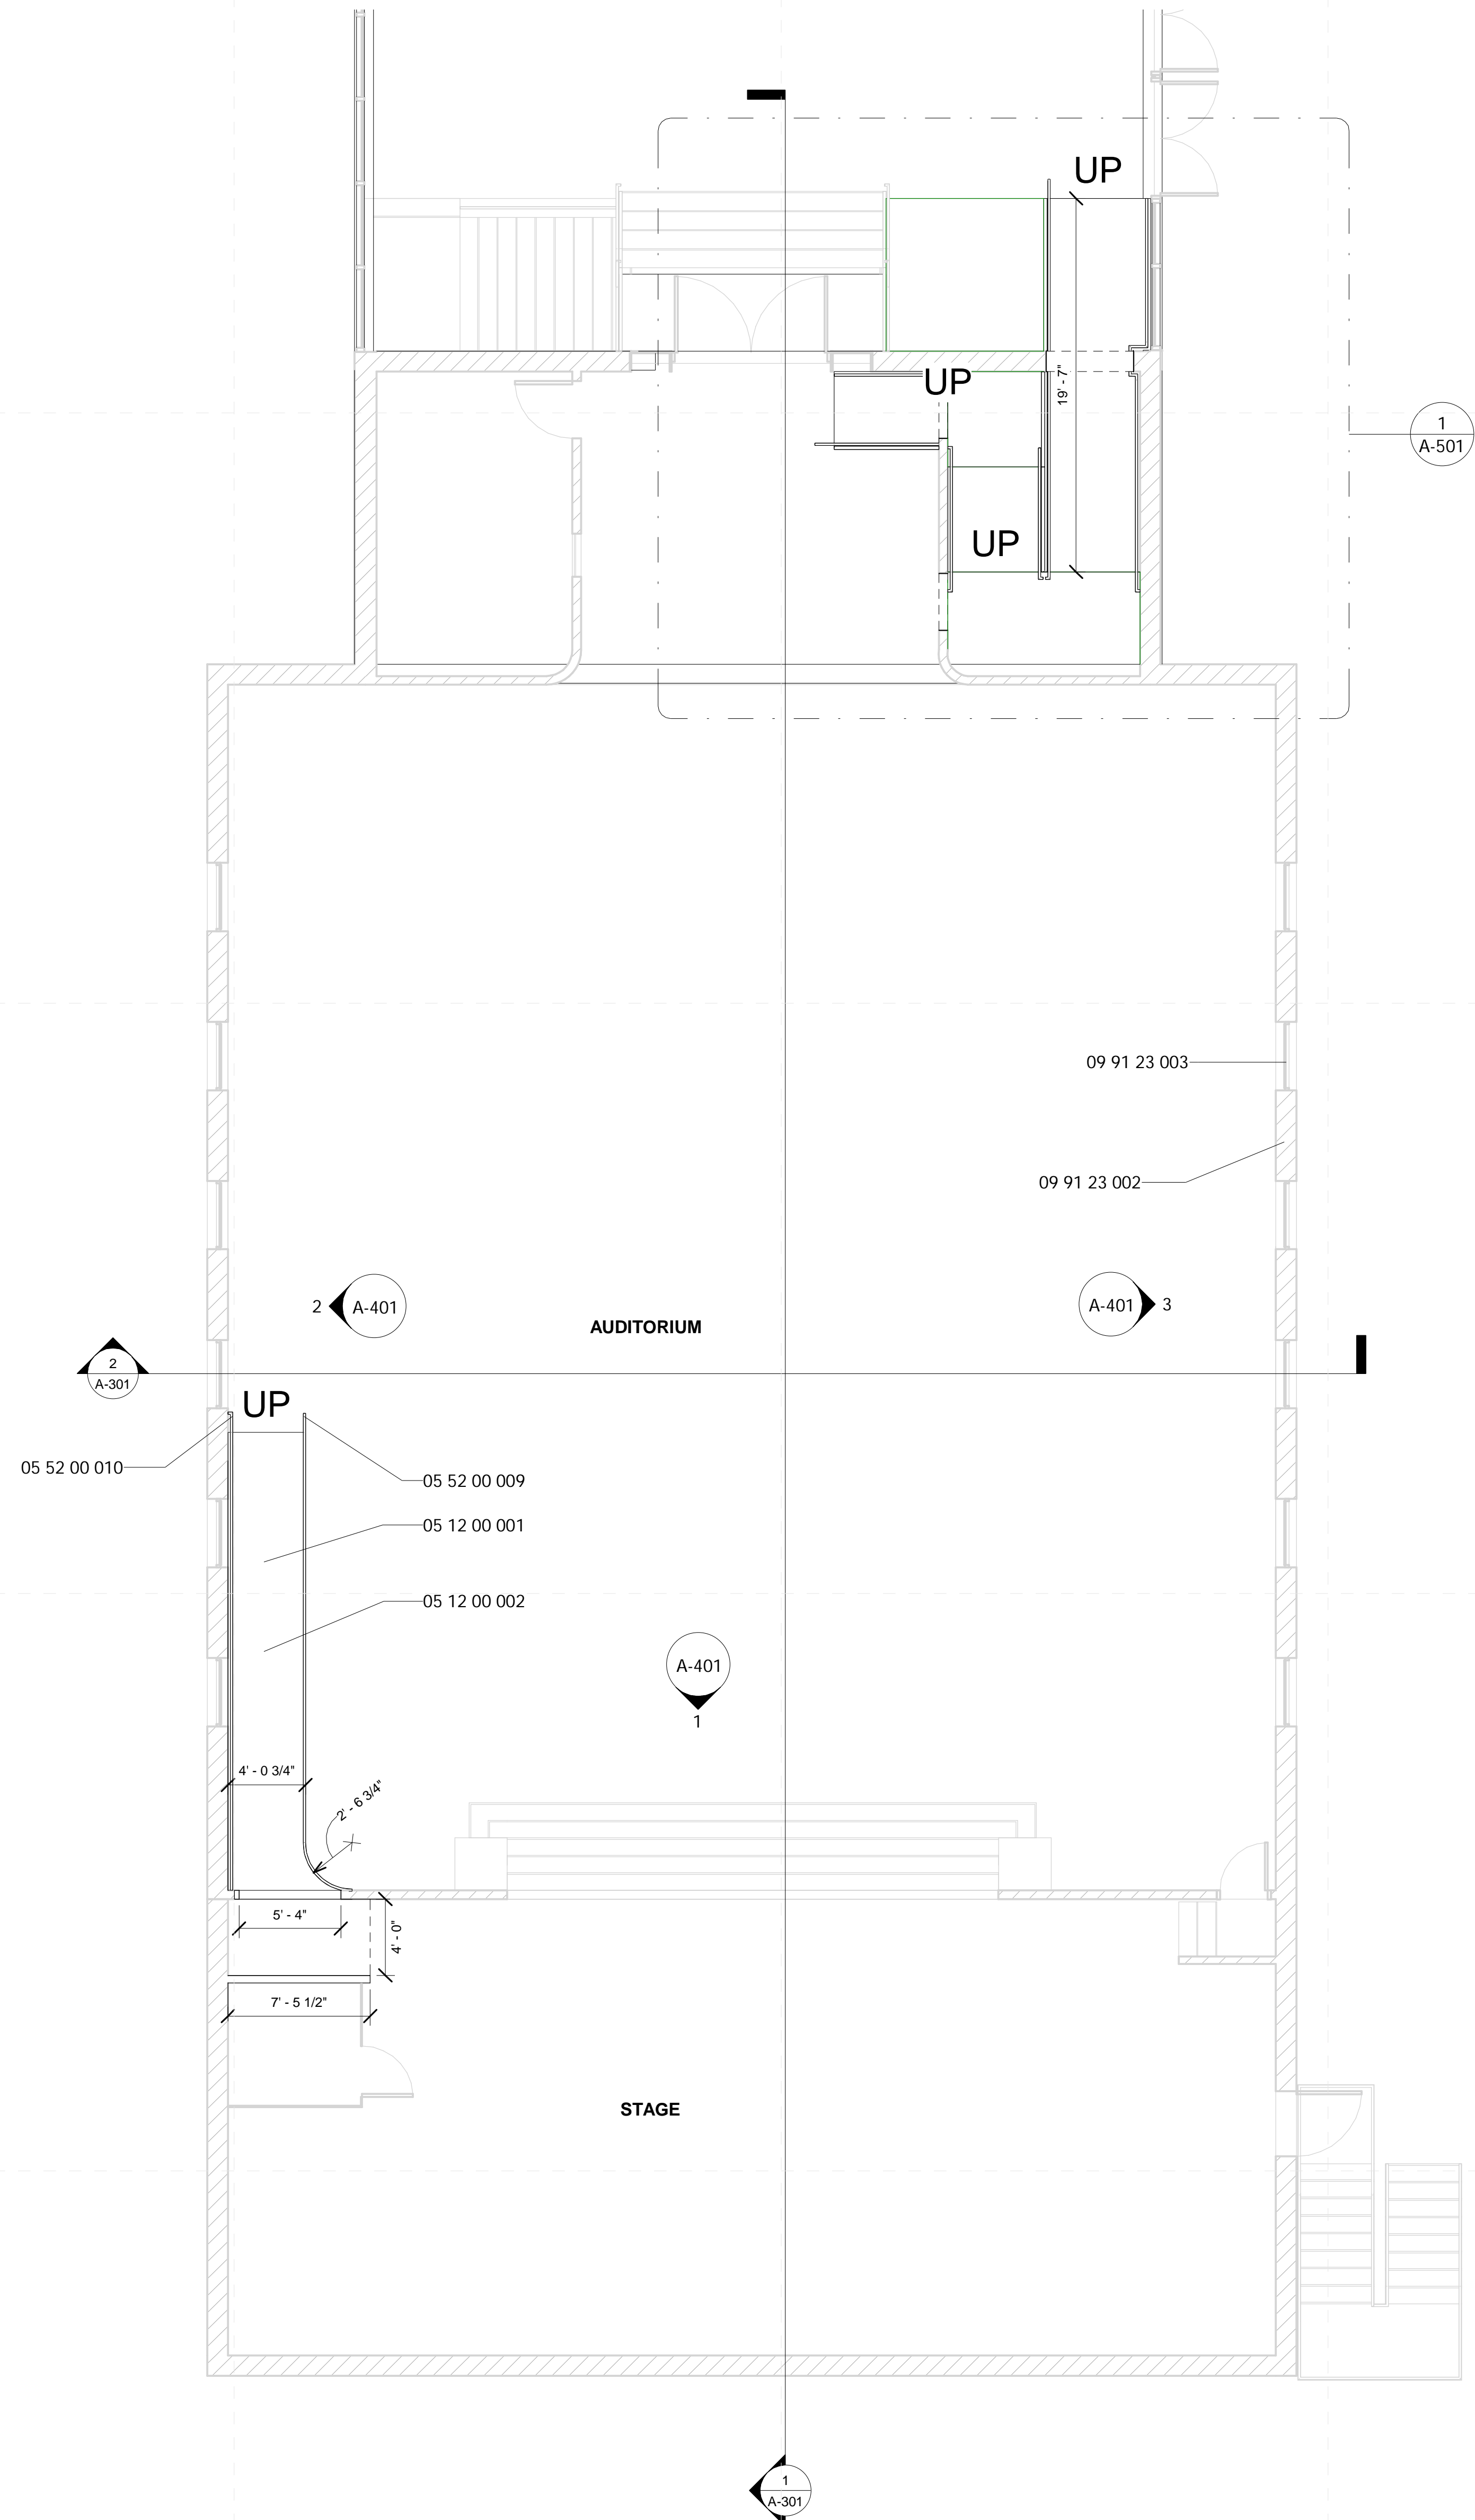 UP
UP
19' - 7"
1
A-501
UP
09 91 23 003
09 91 23 002
2
A-401
A-401
3
AUDITORIUM
2
A-301
UP
05 52 00 010
05 52 00 009
05 12 00 001
05 12 00 002
A-401
1
4' - 0 3/4"
2' - 6 3/4"
5' - 4"
4' - 0"
7' - 5 1/2"
STAGE
1
A-301